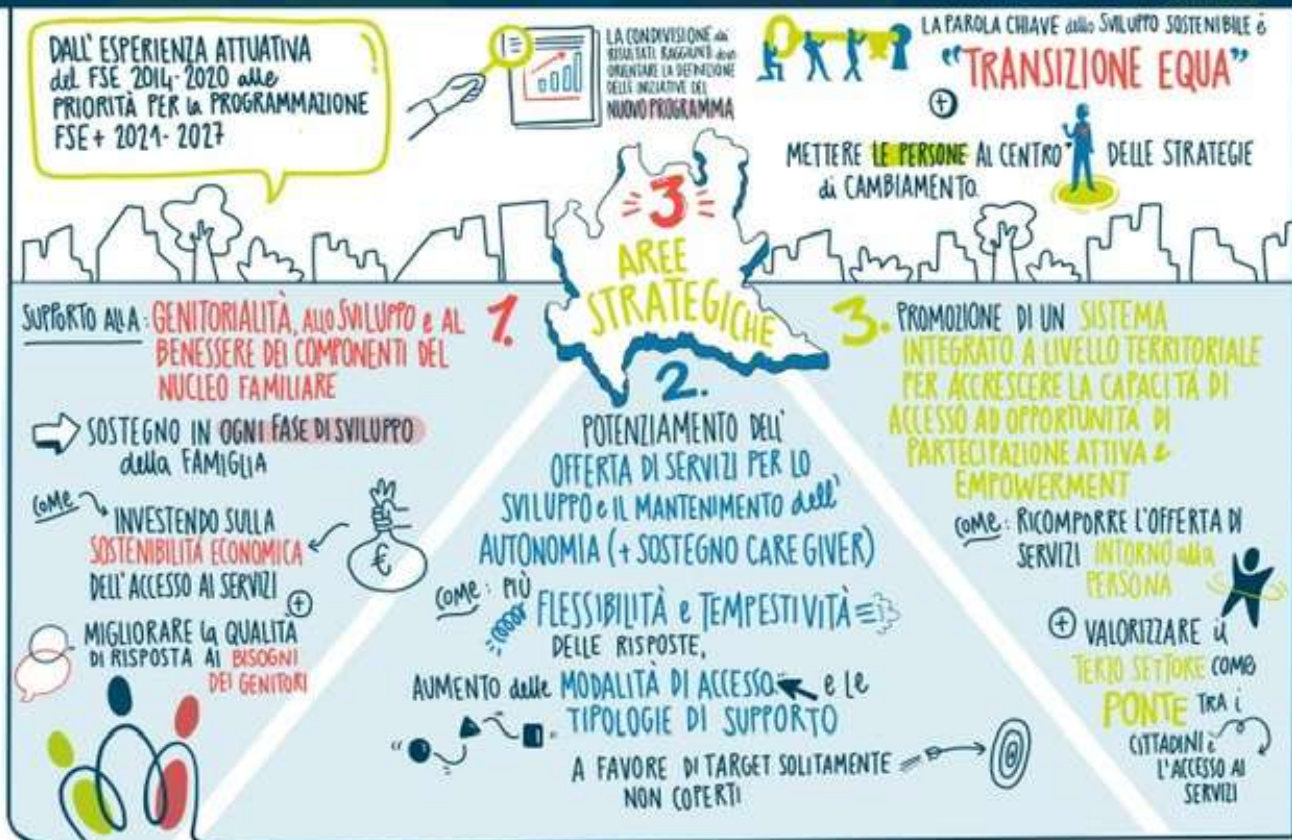 DALL' ESPERIENZA ATTUATIVA
del FSE 2014-2020 alle
PRIORITÀ PER la PROGRAMMAZIONE
FSE+ 2021-2027
LA CONDIVISIONE dei
RISULTATI RAGGIUNTI deve
ORIENTARE LA DEFINIZIONE
DELLE INIZIATIVE DEL
NUOVO PROGRAMMA
LA PAROLA CHIAVE dello SVILUPPO SOSTENIBILE è
"TRANSIZIONE EQUA"
+
METTERE LE PERSONE AL CENTRO DELLE STRATEGIE
di CAMBIAMENTO.
3
AREE
STRATEGICHE
1.
SUPPORTO ALLA: GENITORIALITÀ, ALLO SVILUPPO e AL
BENESSERE DEI COMPONENTI DEL
NUCLEO FAMILIARE
SOSTEGNO IN OGNI FASE DI SVILUPPO
della FAMIGLIA
COME
INVESTENDO SULLA
SOSTENIBILITÀ ECONOMICA
DELL'ACCESSO AI SERVIZI
€
+
MIGLIORARE la QUALITÀ
DI RISPOSTA AI BISOGNI
DEI GENITORI
2.
POTENZIAMENTO DELL'
OFFERTA DI SERVIZI PER LO
SVILUPPO e IL MANTENIMENTO dell'
AUTONOMIA (+ SOSTEGNO CARE GIVER)
COME: PIÙ
FLESSIBILITÀ e TEMPESTIVITÀ
DELLE RISPOSTE,
AUMENTO delle MODALITÀ DI ACCESSO e LE
TIPOLOGIE DI SUPPORTO
A FAVORE DI TARGET SOLITAMENTE
NON COPERTI
3.
PROMOZIONE DI UN SISTEMA
INTEGRATO A LIVELLO TERRITORIALE
PER ACCRESCERE LA CAPACITÀ DI
ACCESSO AD OPPORTUNITÀ DI
PARTECIPAZIONE ATTIVA e
EMPOWERMENT
COME: RICOMPORRE L'OFFERTA DI
SERVIZI INTORNO alla
PERSONA
+ VALORIZZARE il
TERZO SETTORE COME
PONTE TRA i
CITTADINI e
L'ACCESSO AI
SERVIZI